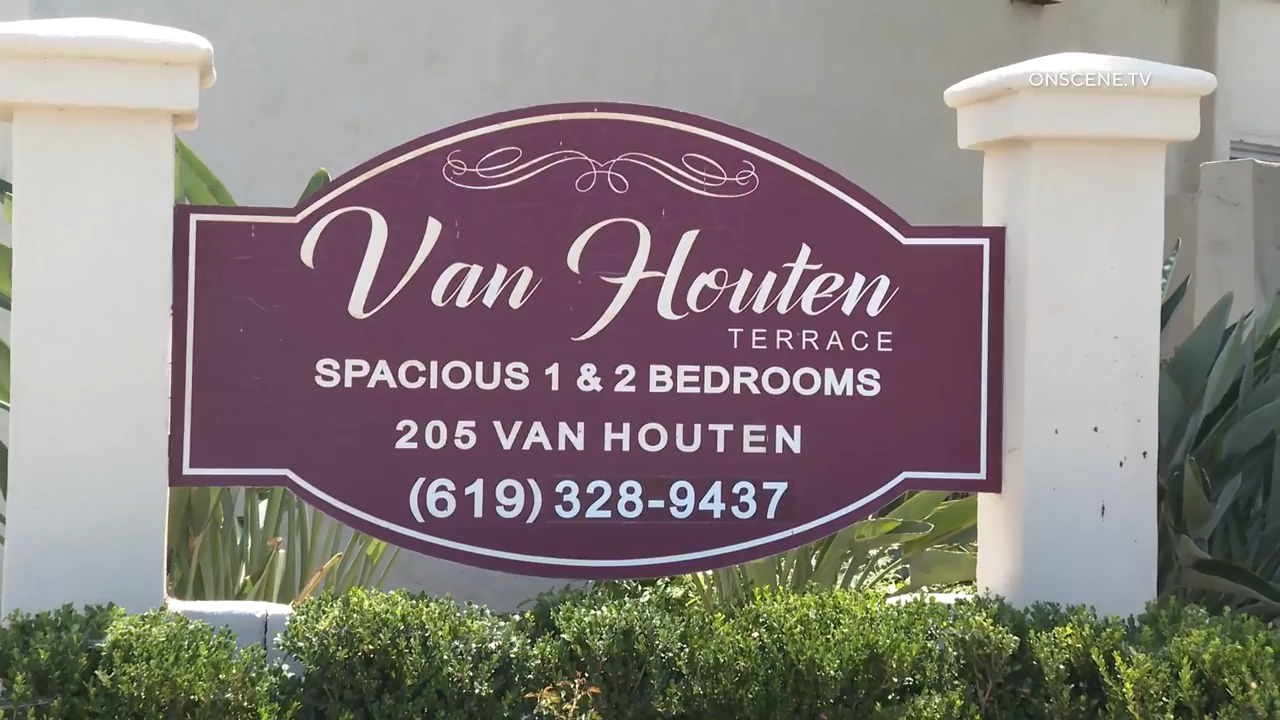 ONSCENE.TV
Van Houten
TERRACE
SPACIOUS 1 & 2 BEDROOMS
205 VAN HOUTEN
(619) 328-9437